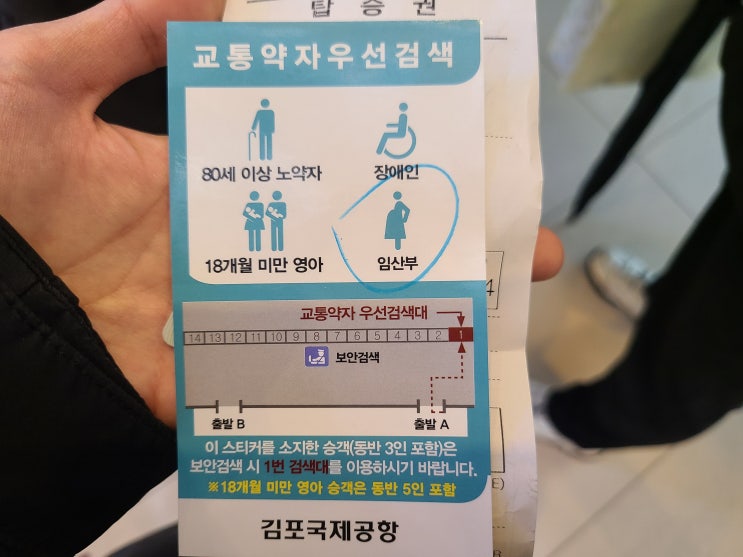 탑승권
교통약자우선검색
80세 이상 노약자
장애인
18개월 미만 영아
임산부
교통약자 우선검색대
14 13 12 11 10 9 8 7 6 5 4 3 2 1
보안검색
출발 B
출발 A
이 스티커를 소지한 승객(동반 3인 포함)은
보안검색 시 1번 검색대를 이용하시기 바랍니다.
※18개월 미만 영아 승객은 동반 5인 포함
김포국제공항
4
E)